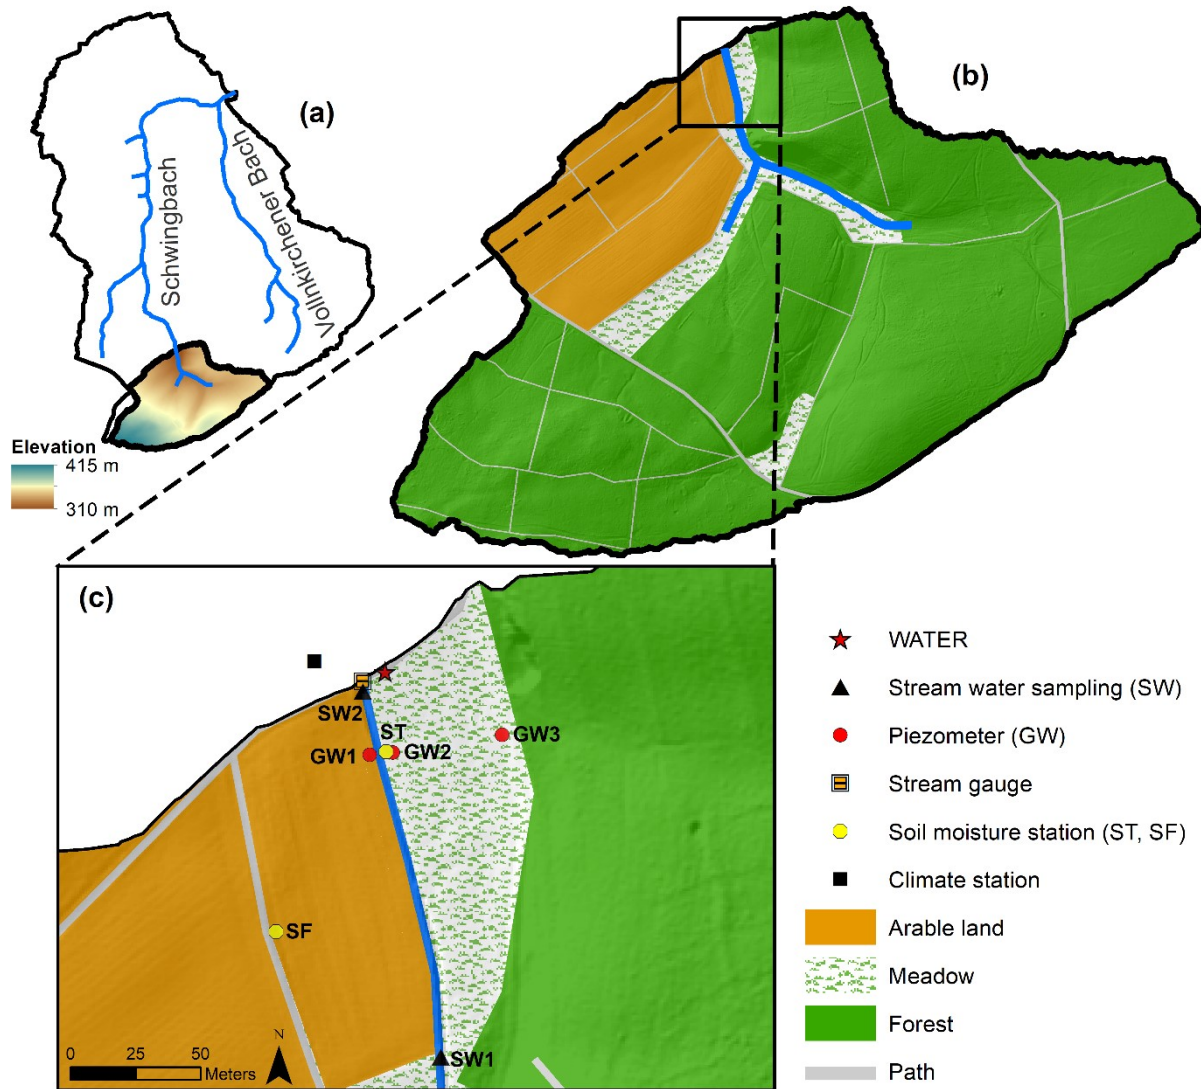 (a)
Schwingbach
Vollnkirchener Bach
Elevation
415 m
310 m
(b)
(c)
SW2
ST
GW1
GW2
GW3
SF
SW1
N
0 25 50
Meters
WATER
Stream water sampling (SW)
Piezometer (GW)
Stream gauge
Soil moisture station (ST, SF)
Climate station
Arable land
Meadow
Forest
Path